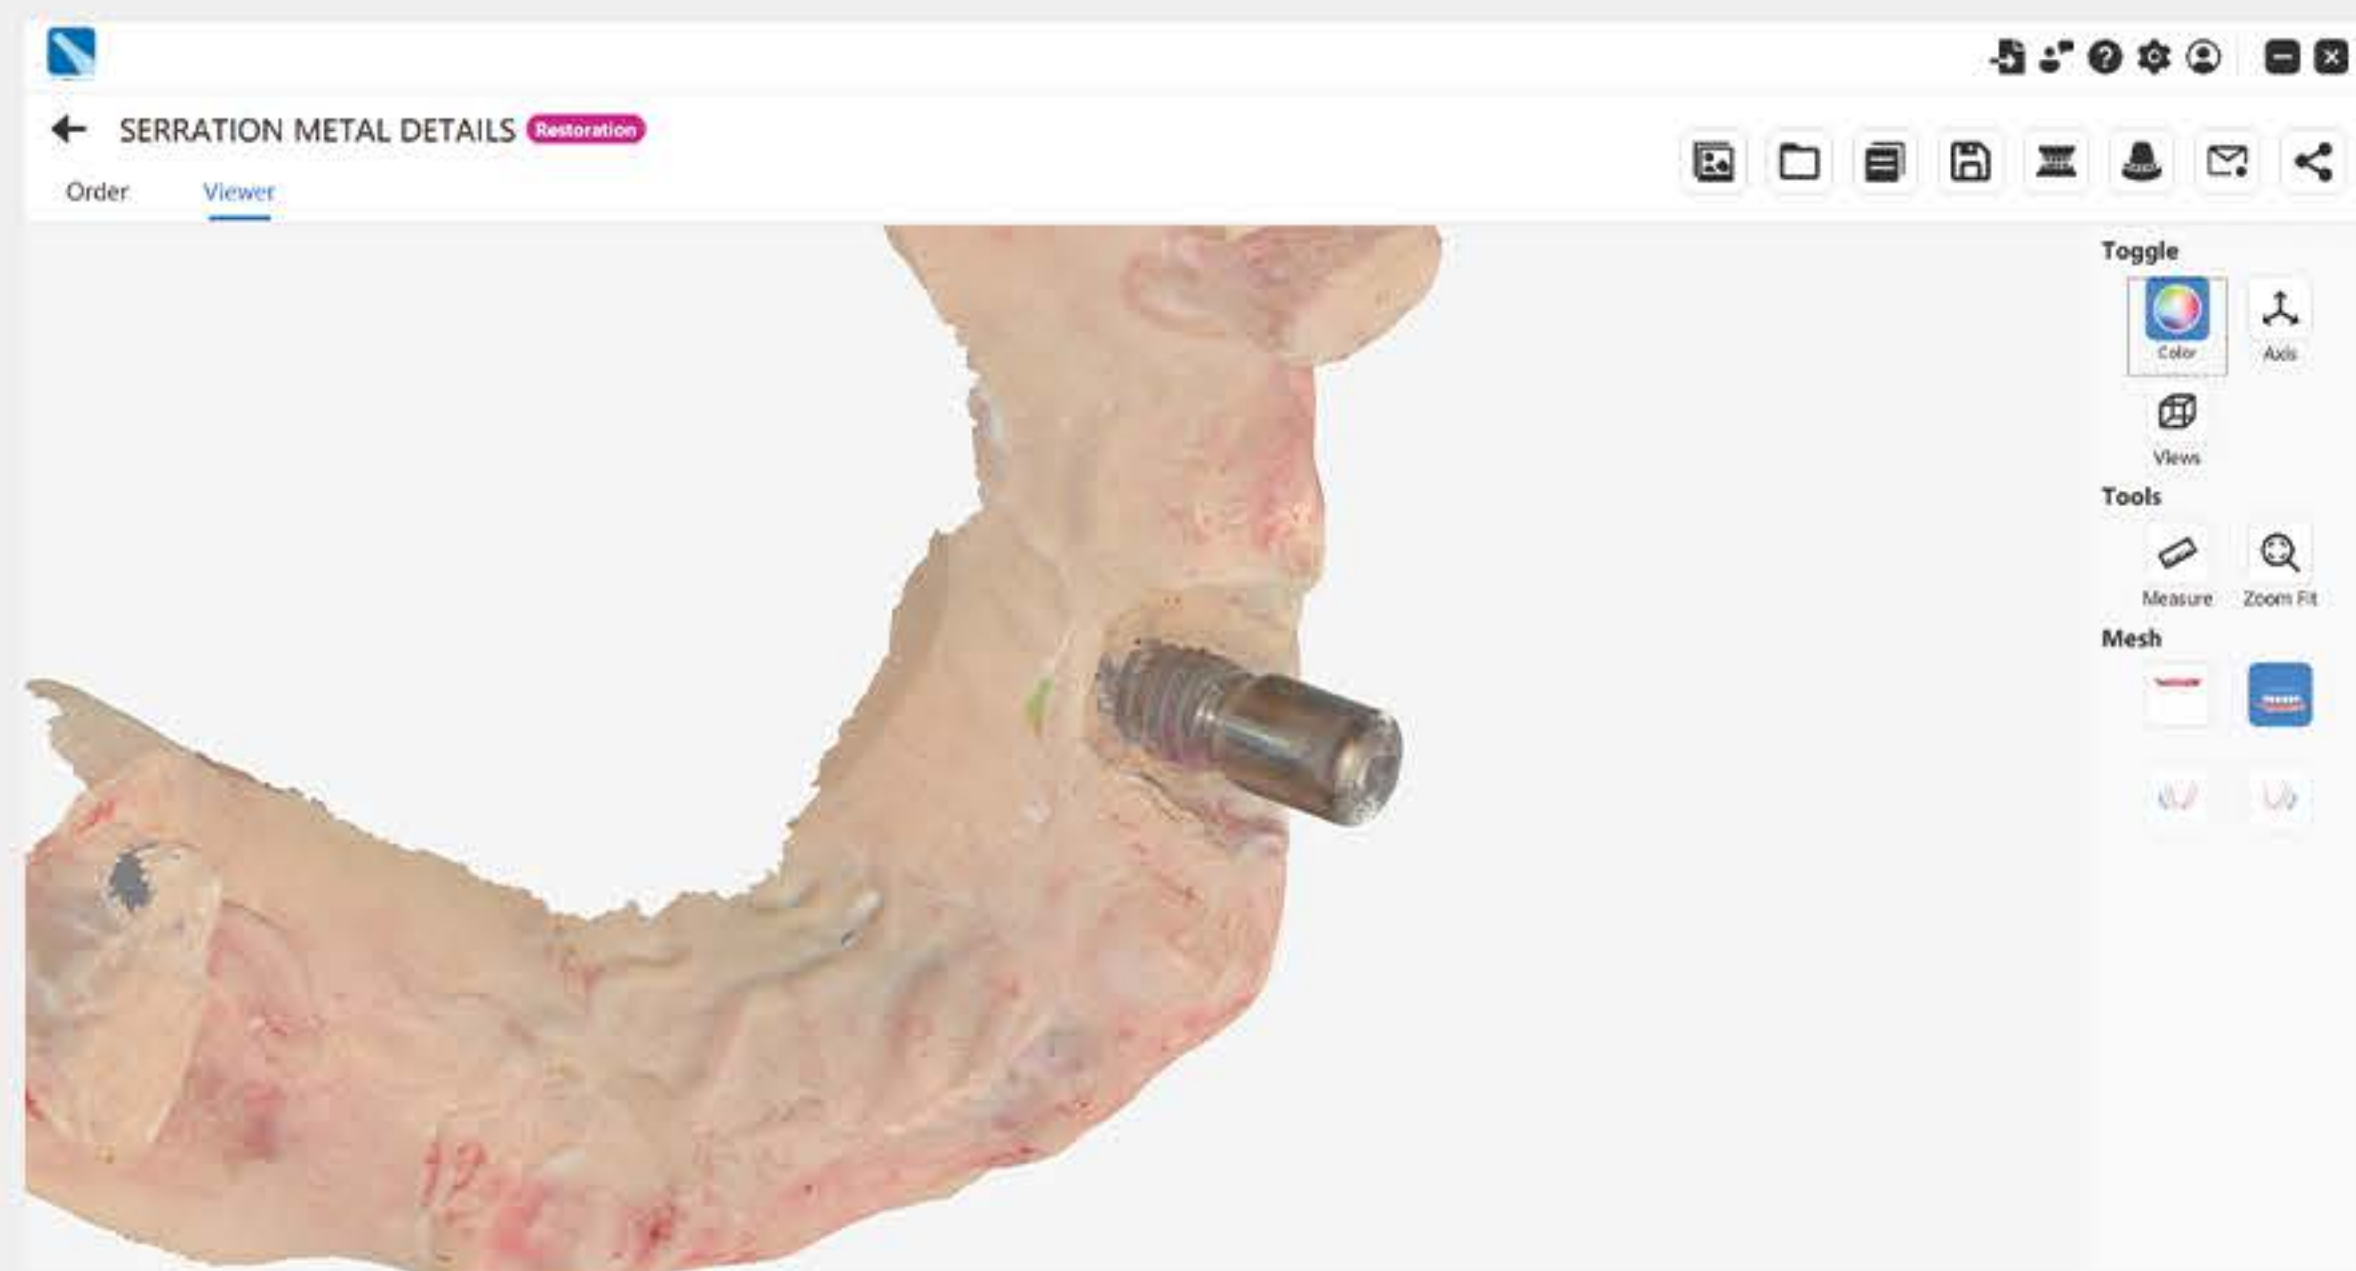 SERRATION METAL DETAILS Restoration
Order Viewer
Toggle
Color Axis
Views
Tools
Measure Zoom Fit
Mesh